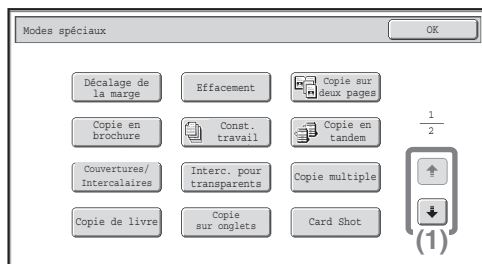 Modes spéciaux
OK
Décalage de
la marge
Effacement
Copie sur
deux pages
Copie en
brochure
Const.
travail
Copie en
tandem
1
2
Couvertures/
Intercalaires
Interc. pour
transparents
Copie multiple
Copie de livre
Copie
sur onglets
Card Shot
(1)